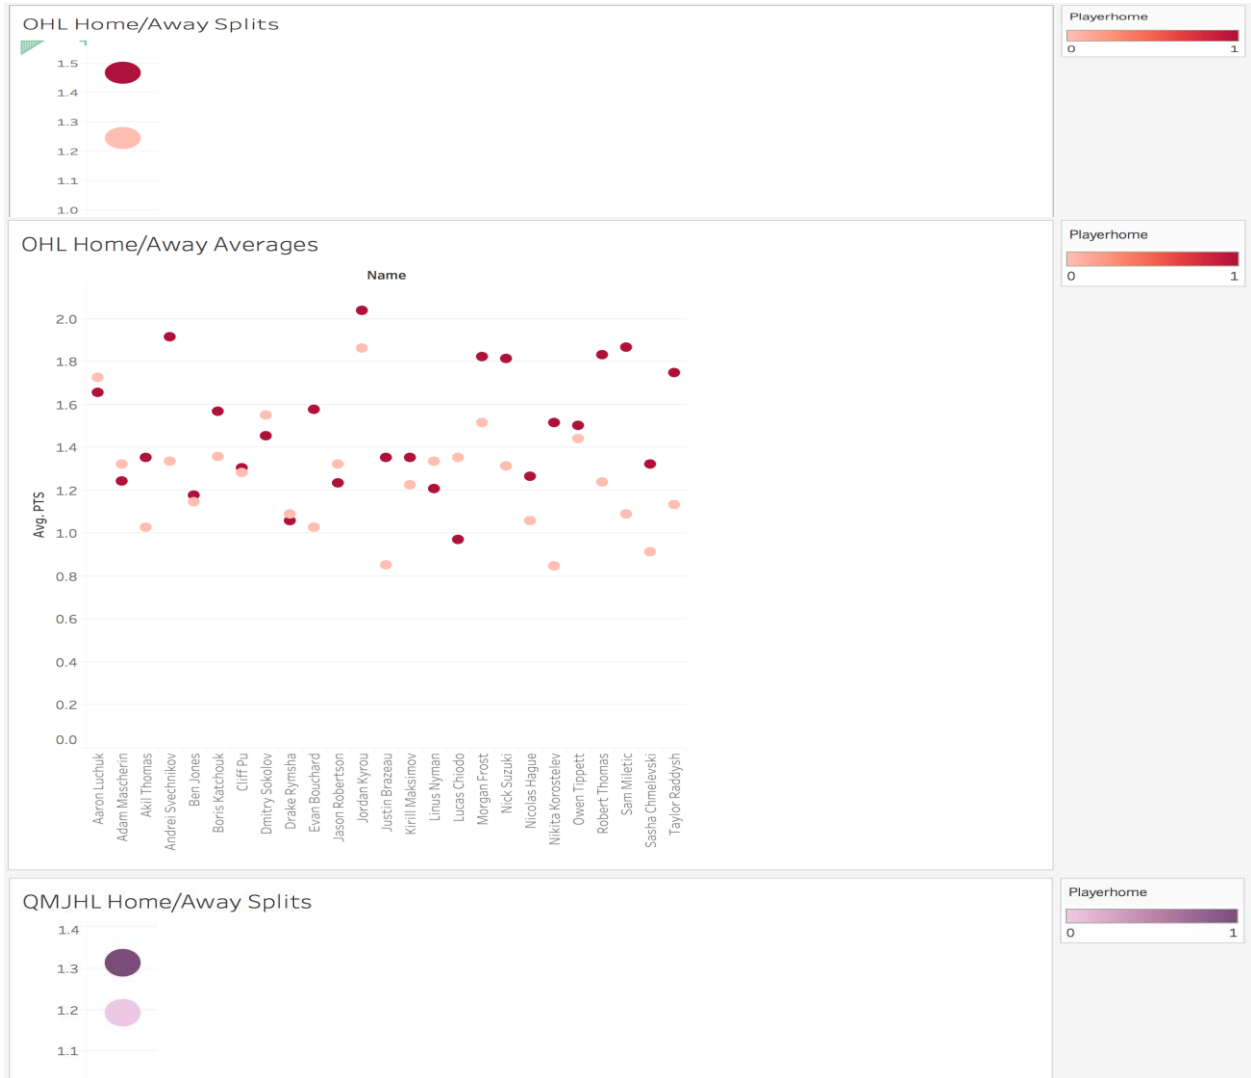 OHL Home/Away Splits
1.5
1.4
1.3
1.2
1.1
1.0
Playerhome
0 1
OHL Home/Away Averages
Name
Avg. PTS
2.0
1.8
1.6
1.4
1.2
1.0
0.8
0.6
0.4
0.2
0.0
Aaron Luchuk
Adam Mascherin
Akil Thomas
Andrei Svechnikov
Ben Jones
Boris Katchouk
Cliff Pu
Dmitry Sokolov
Drake Rymsha
Evan Bouchard
Jason Robertson
Jordan Kyrou
Justin Brazeau
Kirill Maksimov
Linus Nyman
Lucas Chiodo
Morgan Frost
Nick Suzuki
Nicolas Hague
Nikita Korostelev
Owen Tippett
Robert Thomas
Sam Miletic
Sasha Chmelevski
Taylor Raddysh
Playerhome
0 1
QMJHL Home/Away Splits
1.4
1.3
1.2
1.1
Playerhome
0 1